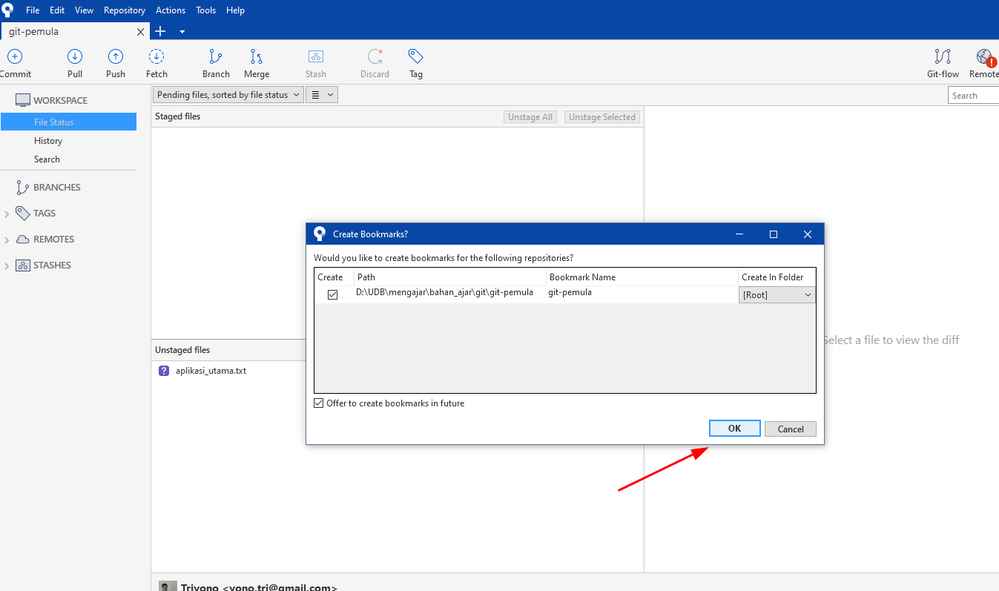 File Edit View Repository Actions Tools Help
git-pemula
Commit Pull Push Fetch Branch Merge Stash Discard Tag Git-flow Remote
WORKSPACE
File Status
History
Search
BRANCHES
TAGS
REMOTES
STASHES
Pending files, sorted by file status
Search
Staged files Unstage All Unstage Selected
Create Bookmarks?
Would you like to create bookmarks for the following repositories?
Create Path Bookmark Name Create In Folder
D:\UDB\mengajar\bahan_ajar\git\git-pemula git-pemula [Root]
Offer to create bookmarks in future
OK Cancel
Select a file to view the diff
Unstaged files
aplikasi_utama.txt
Triyono <yono.tri@gmail.com>